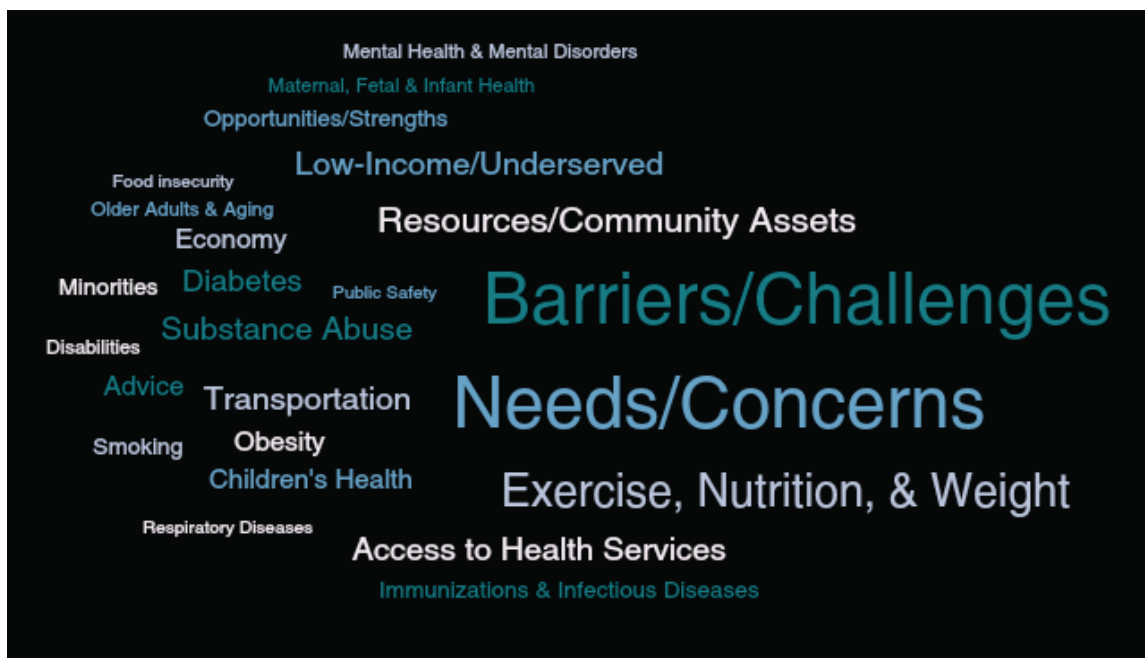 Mental Health & Mental Disorders
Maternal, Fetal & Infant Health
Opportunities/Strengths
Low-Income/Underserved
Food insecurity
Older Adults & Aging
Resources/Community Assets
Economy
Minorities
Diabetes
Public Safety
Barriers/Challenges
Substance Abuse
Disabilities
Advice
Transportation
Needs/Concerns
Smoking
Obesity
Children's Health
Exercise, Nutrition, & Weight
Respiratory Diseases
Access to Health Services
Immunizations & Infectious Diseases